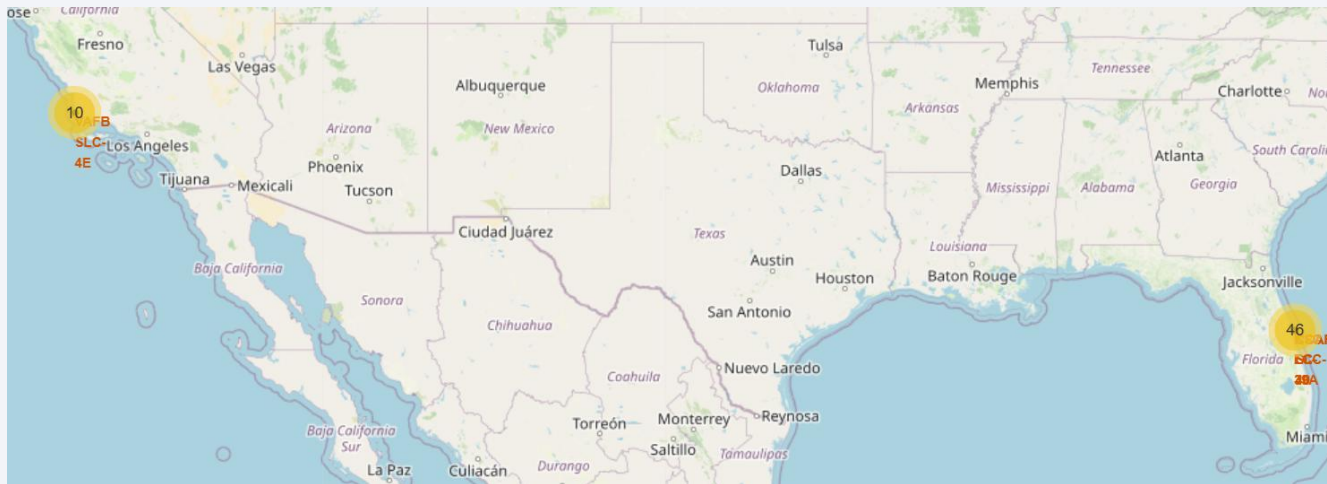 ose
California
Fresno
Las Vegas
Albuquerque
Tulsa
Oklahoma
Memphis
Tennessee
Charlotte
10
VAFB
SLC-
4E
Los Angeles
Arizona
New Mexico
Arkansas
Phoenix
Tucson
Dallas
Atlanta
South Caroli
Tijuana
Mexicali
Mississippi
Alabama
Georgia
Ciudad Juárez
Texas
Louisiana
Baja California
Sonora
Austin
Houston
Baton Rouge
Jacksonville
Chihuahua
San Antonio
46
Florida
Nuevo Laredo
Coahuila
Torreón
Monterrey
Reynosa
Baja California
Sur
Saltillo
Tamaulipas
Miami
La Paz
Culiacán
Durango